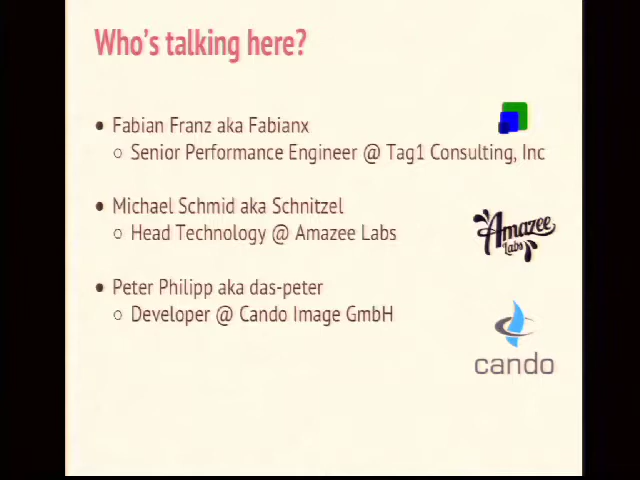 Who's talking here?
Fabian Franz aka Fabianx
Senior Performance Engineer @ Tag1 Consulting, Inc
Michael Schmid aka Schnitzel
Head Technology @ Amazee Labs
Amazee
Labs
Peter Philipp aka das-peter
Developer @ Cando Image GmbH
cando